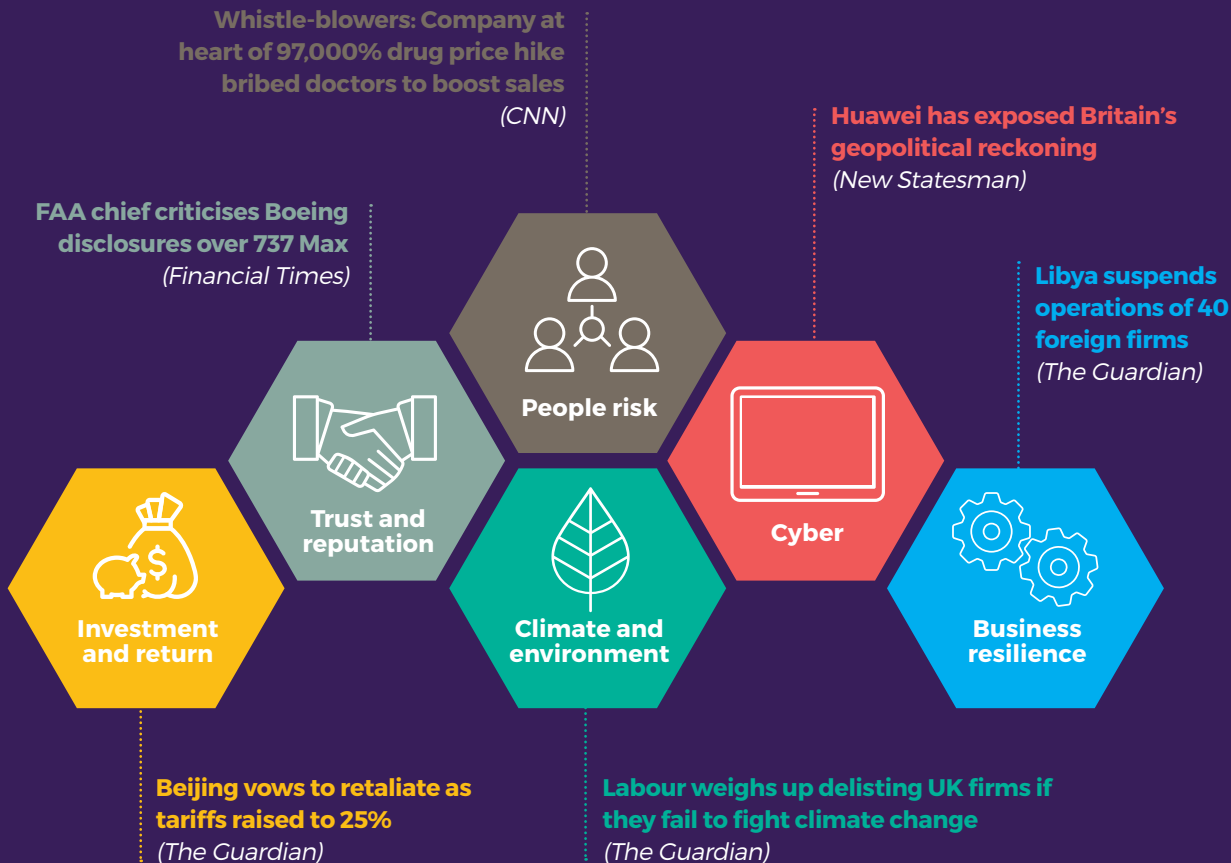 Whistle-blowers: Company at
heart of 97,000% drug price hike
bribed doctors to boost sales
(CNN)
Huawei has exposed Britain's
geopolitical reckoning
(New Statesman)
FAA chief criticises Boeing
disclosures over 737 Max
(Financial Times)
Libya suspends
operations of 40
foreign firms
(The Guardian)
People risk
Trust and
reputation
Cyber
$
Investment
and return
Climate and
environment
Business
resilience
Beijing vows to retaliate as
tariffs raised to 25%
(The Guardian)
Labour weighs up delisting UK firms if
they fail to fight climate change
(The Guardian)